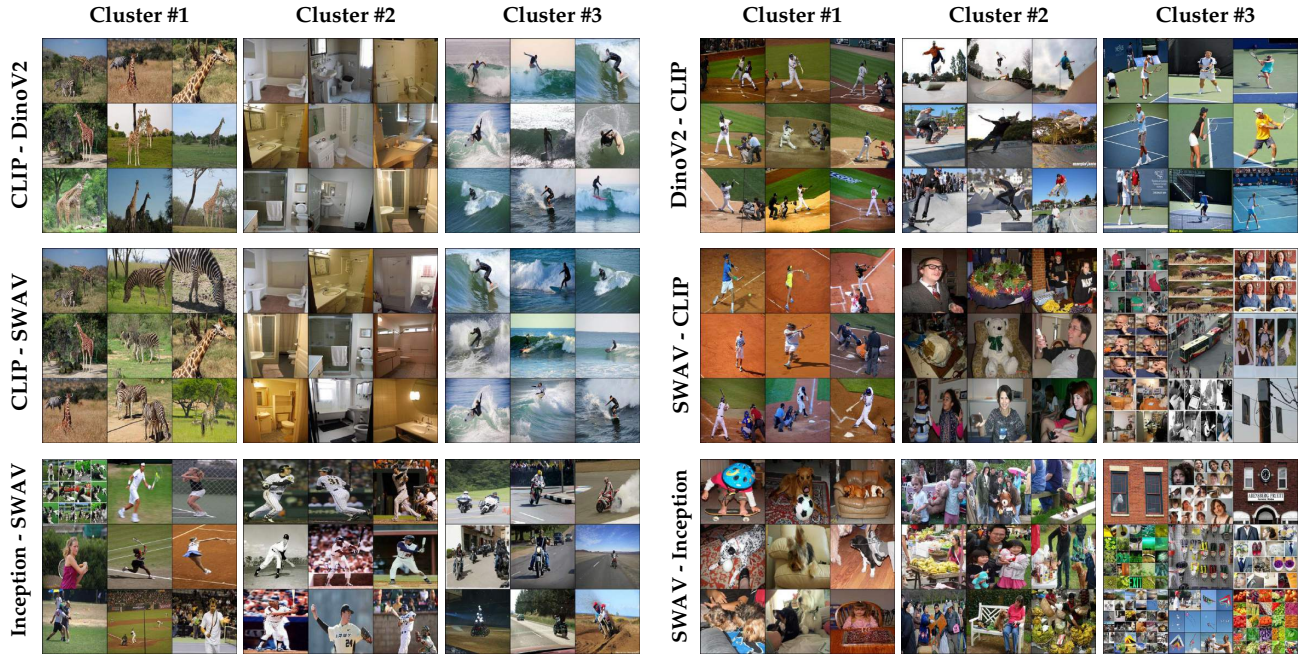 Cluster #1 Cluster #2 Cluster #3 Cluster #1 Cluster #2 Cluster #3
CLIP - DinoV2
DinoV2 - CLIP
CLIP - SWAV
SWAV - CLIP
Inception - SWAV
SWAV - Inception